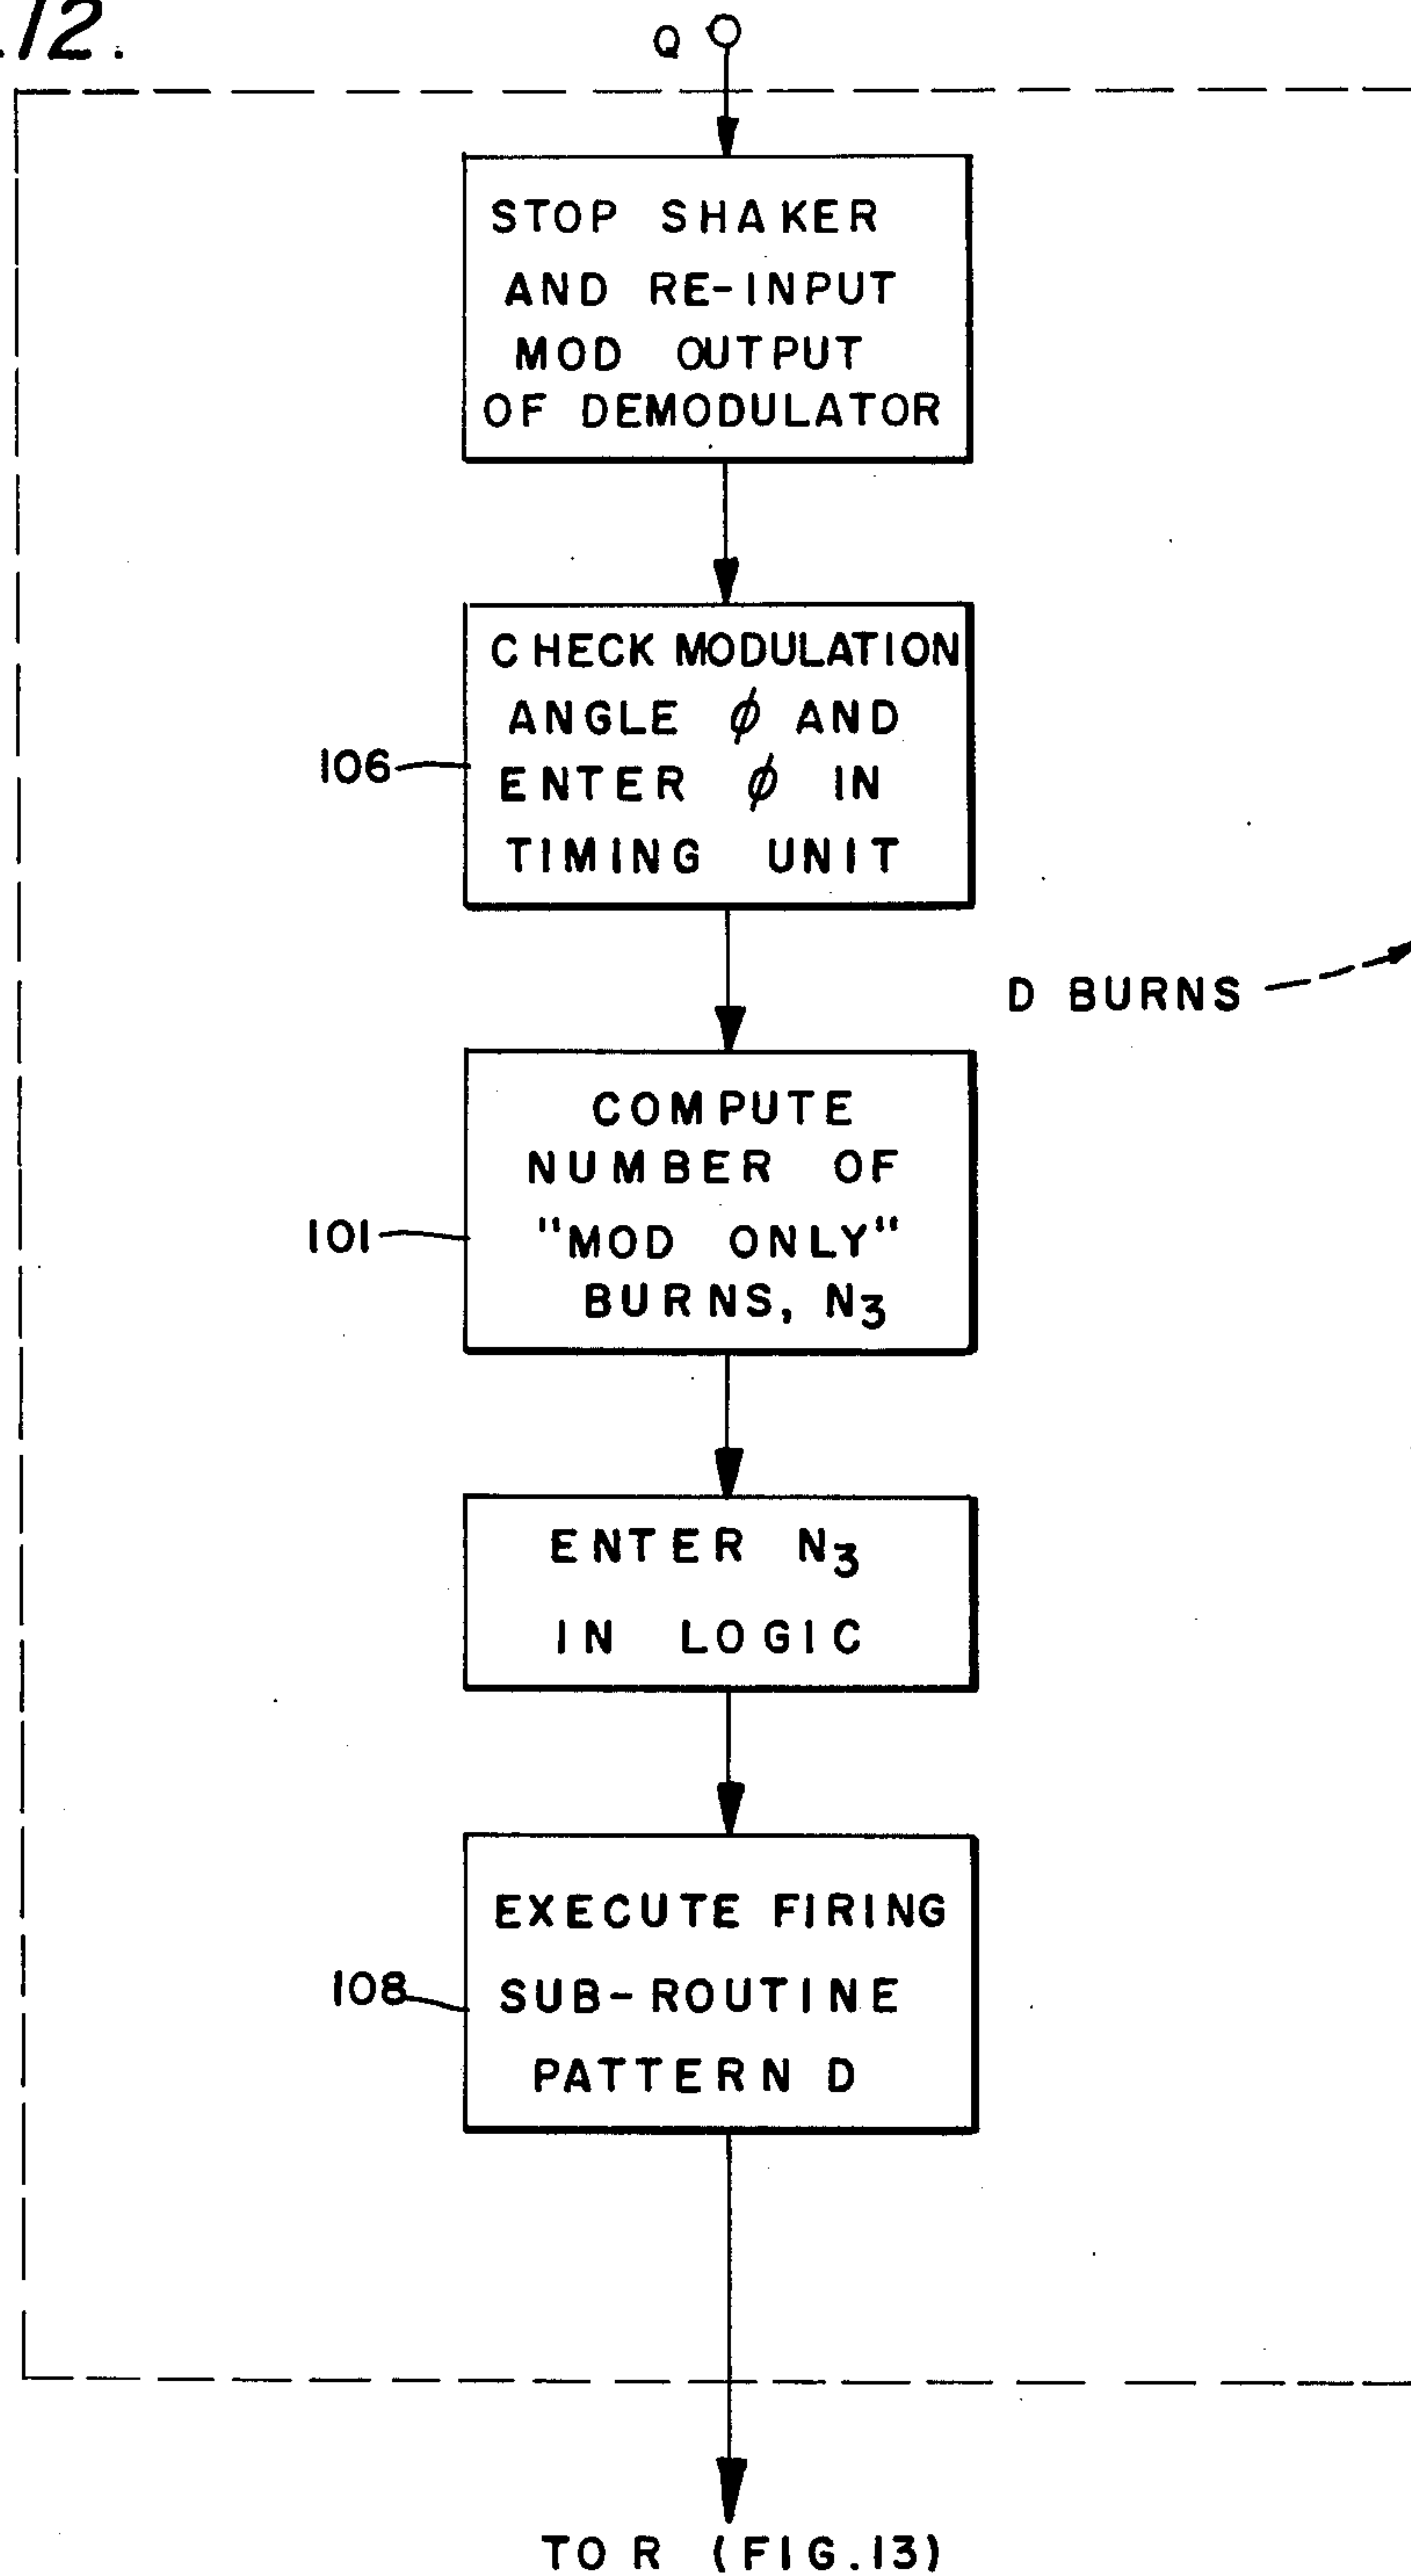 .12.
Q
STOP SHAKER
AND RE-INPUT
MOD OUTPUT
OF DEMODULATOR
CHECK MODULATION
ANGLE ϕ AND
106
ENTER ϕ IN
TIMING UNIT
D BURNS
COMPUTE
NUMBER OF
101
"MOD ONLY"
BURNS, N3
ENTER N3
IN LOGIC
EXECUTE FIRING
108
SUB-ROUTINE
PATTERN D
TO R (FIG.13)